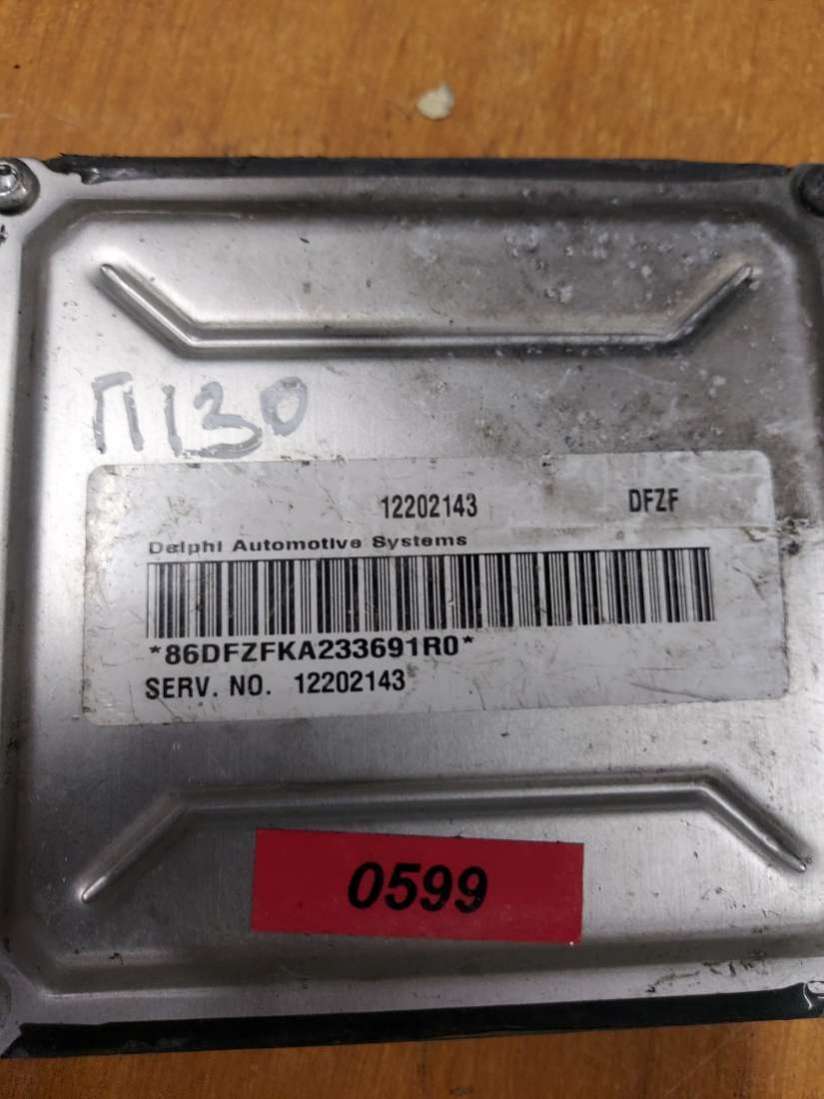 П130
12202143 DFZF
Delphi Automotive Systems
*86DFZFKA233691R0*
SERV. NO. 12202143
0599